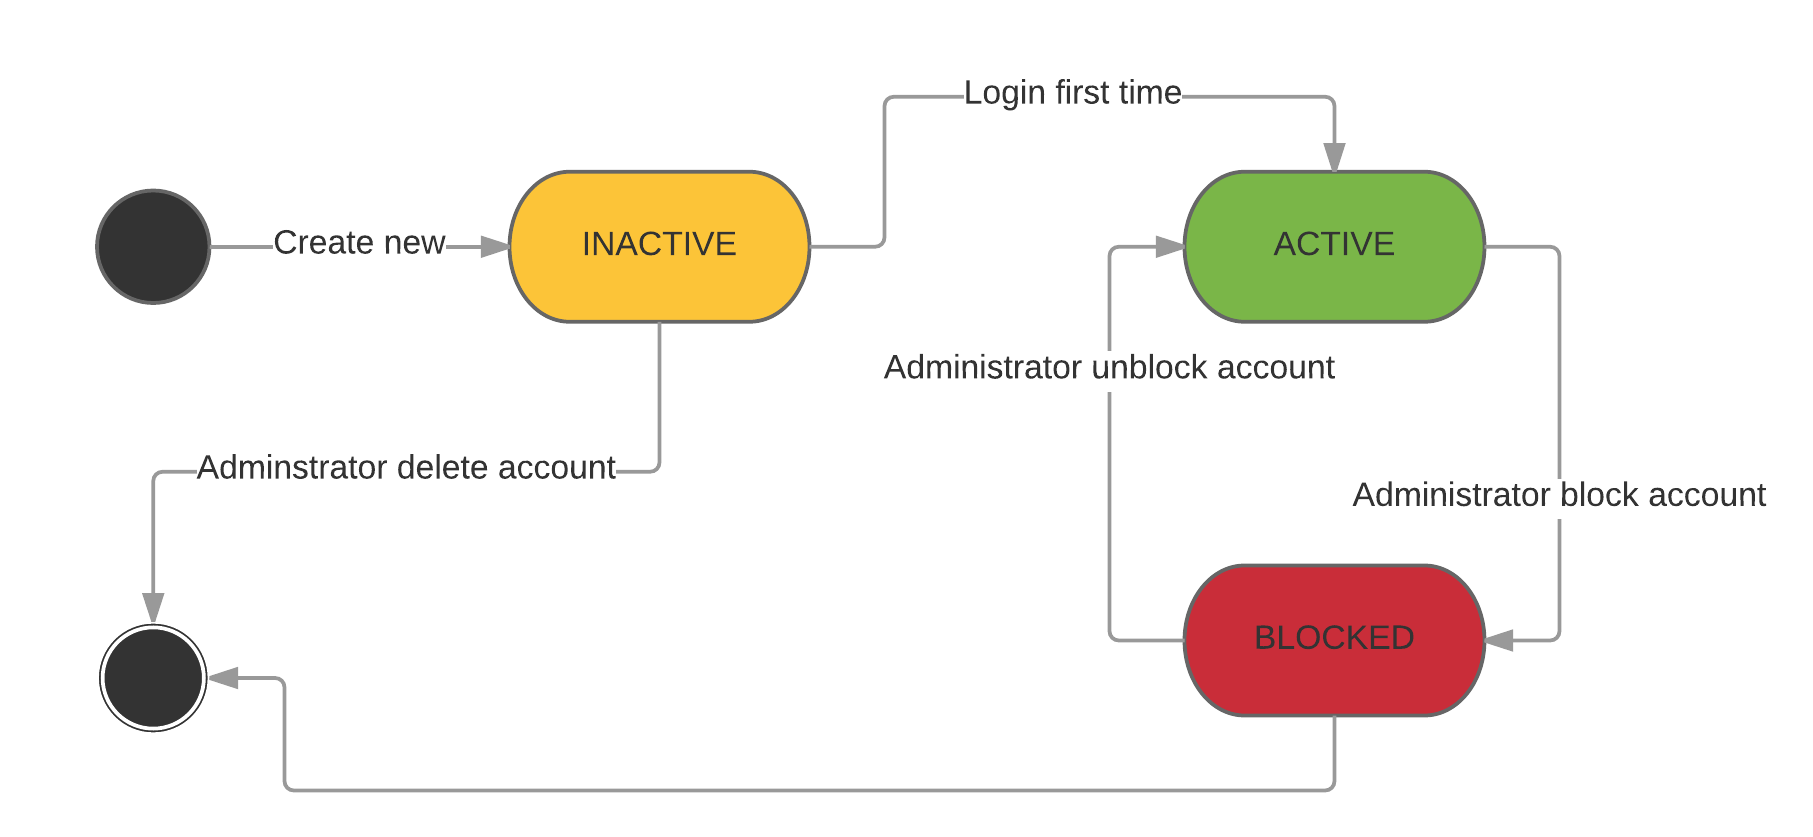 Login first time
Create new
INACTIVE
ACTIVE
Administrator unblock account
Adminstrator delete account
Administrator block account
BLOCKED